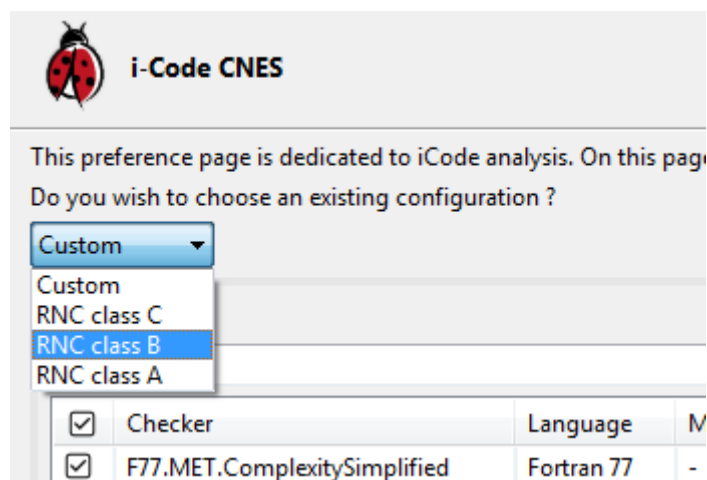 i-Code CNES
This preference page is dedicated to iCode analysis. On this page
Do you wish to choose an existing configuration ?
Custom
Custom
RNC class C
RNC class B
RNC class A
Checker Language M
F77.MET.ComplexitySimplified Fortran 77 -